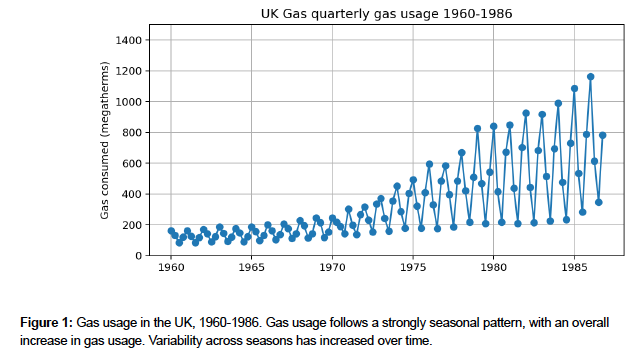 UK Gas quarterly gas usage 1960-1986
Gas consumed (megatherms)
1400
1200
1000
800
600
400
200
0
1960 1965 1970 1975 1980 1985
Figure 1: Gas usage in the UK, 1960-1986. Gas usage follows a strongly seasonal pattern, with an overall
increase in gas usage. Variability across seasons has increased over time.